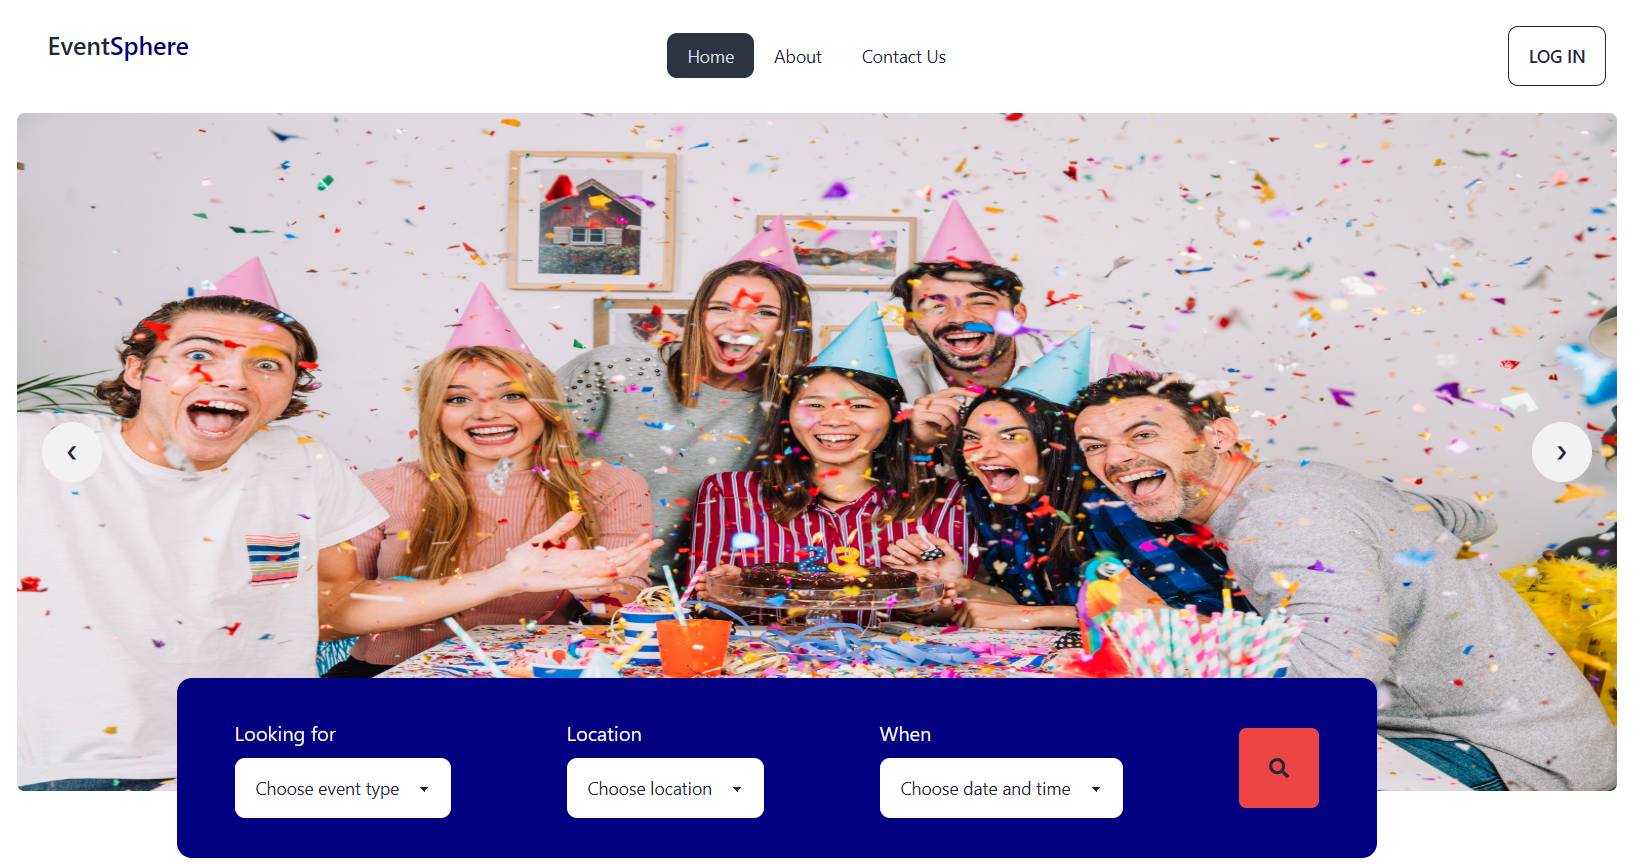 EventSphere
Home About Contact Us
LOG IN
23
Looking for Location When
Choose event type Choose location Choose date and time